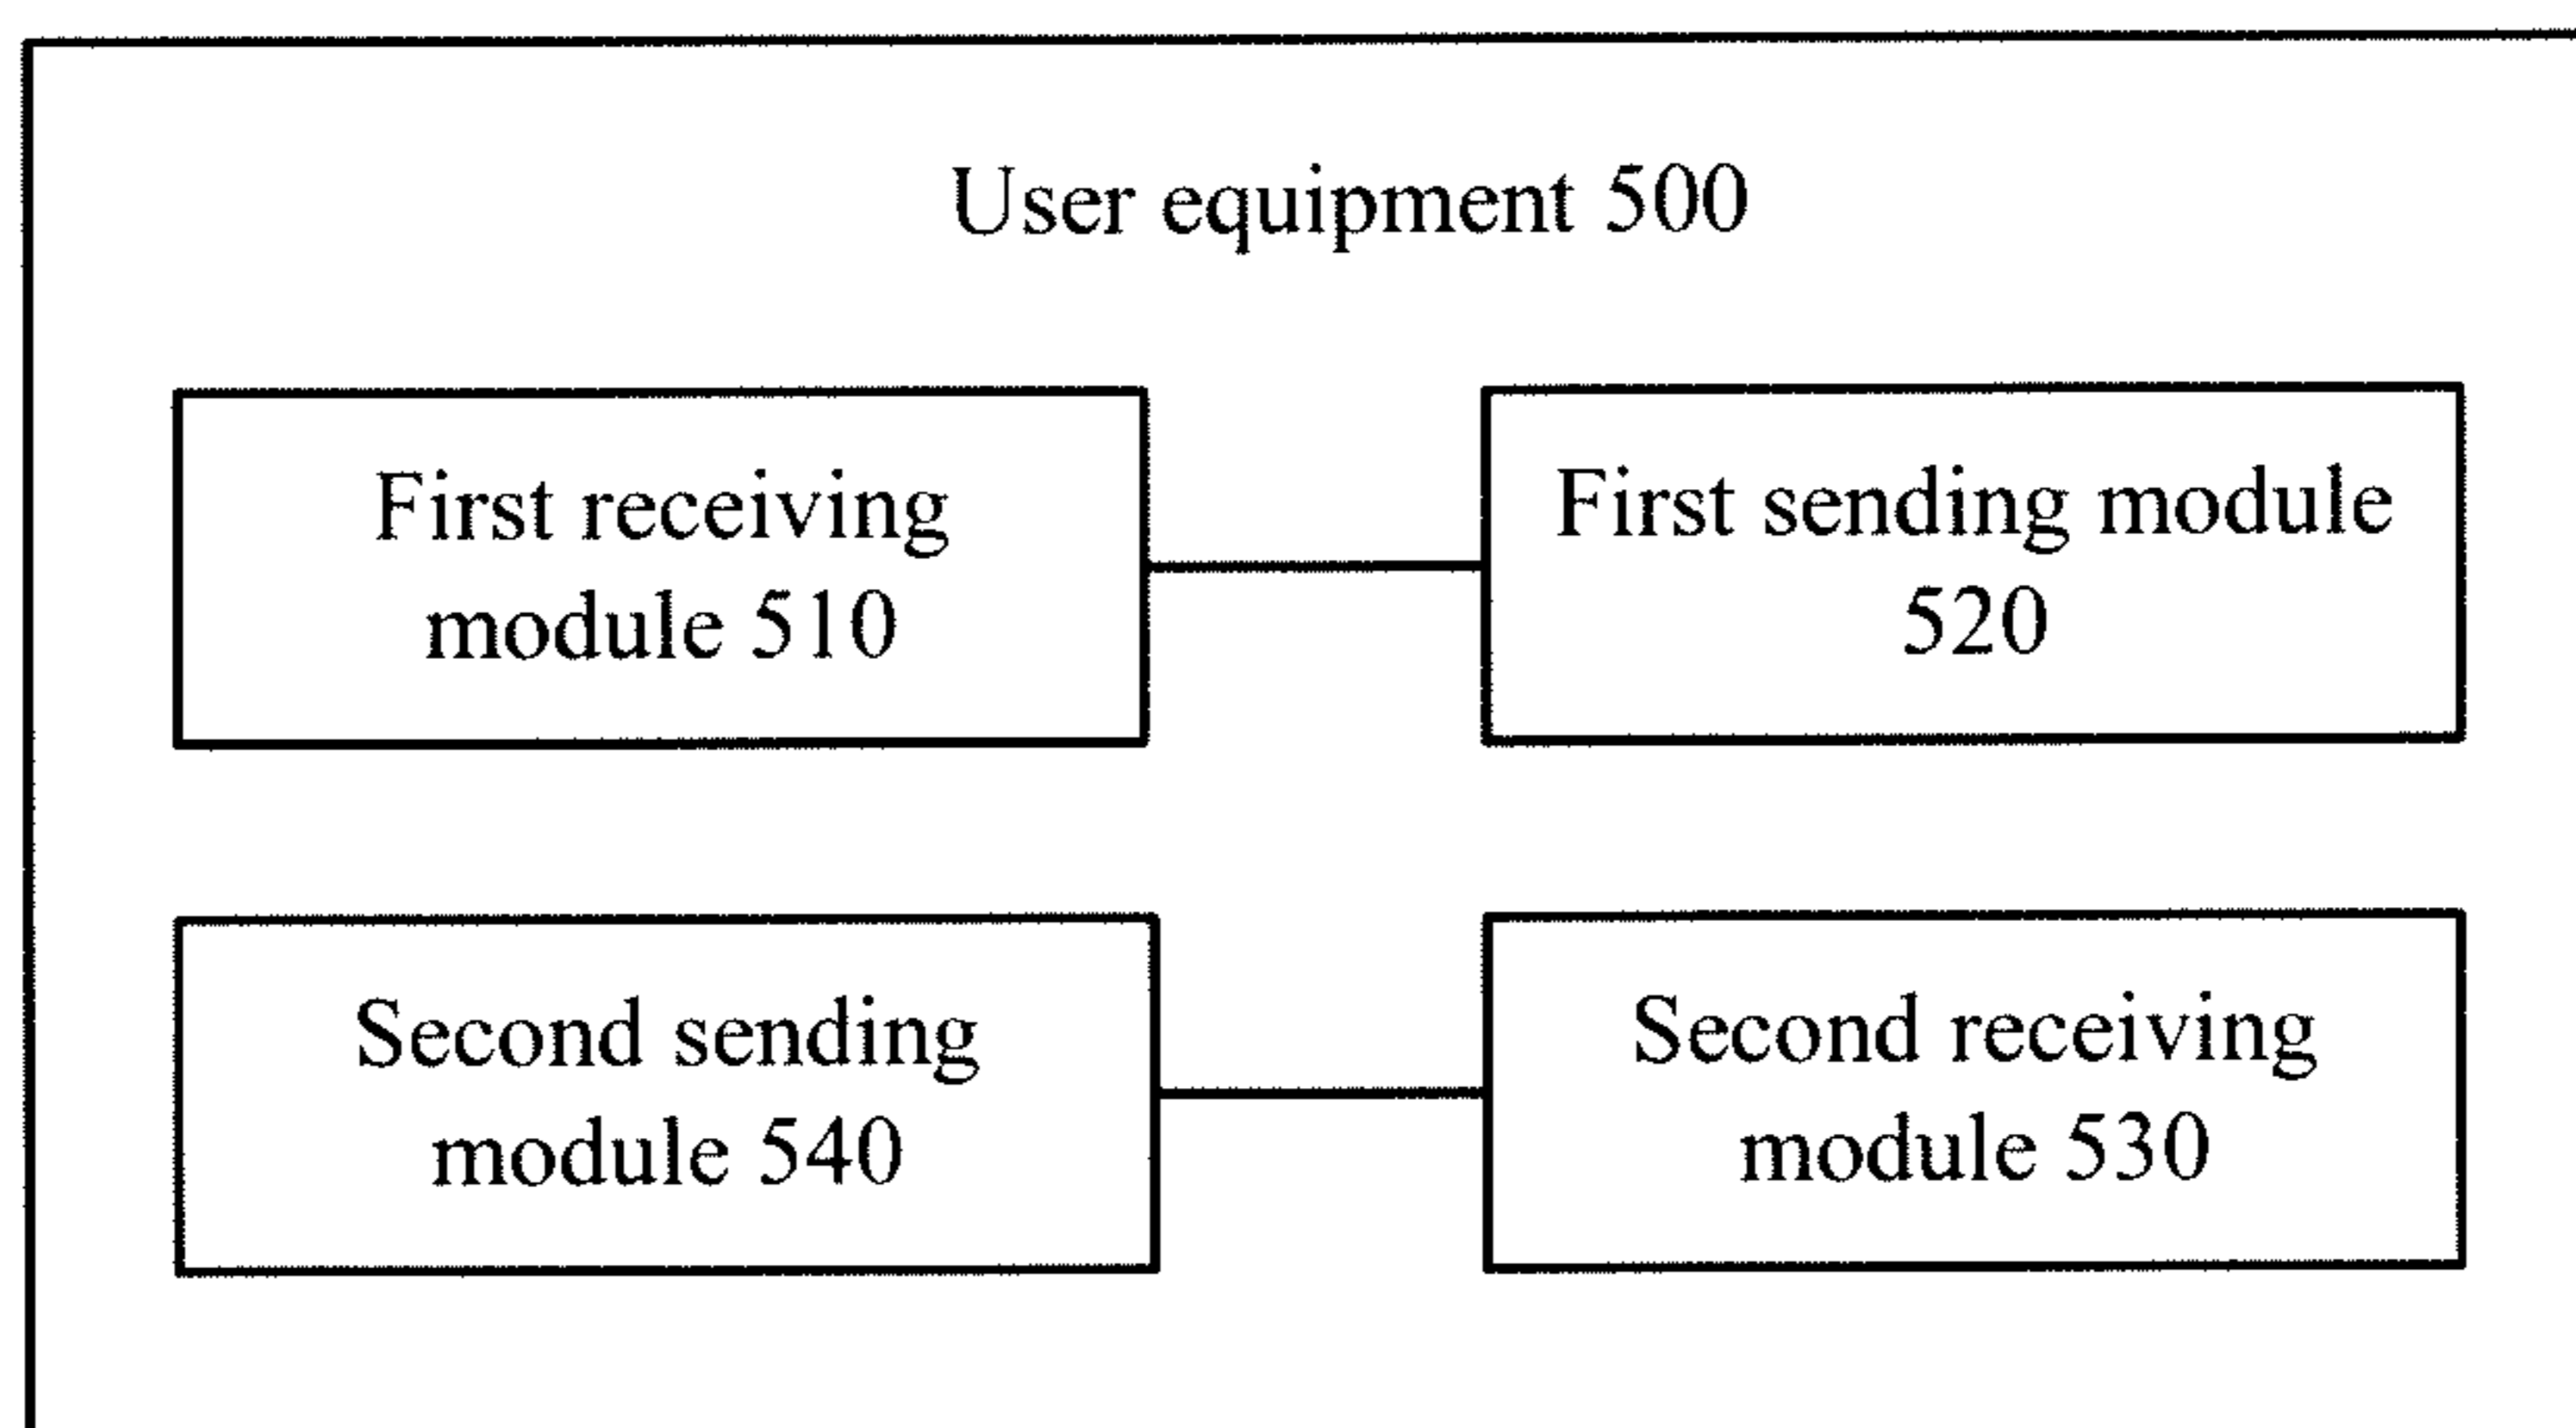 User equipment 500
First receiving
module 510
First sending module
520
Second sending
module 540
Second receiving
module 530